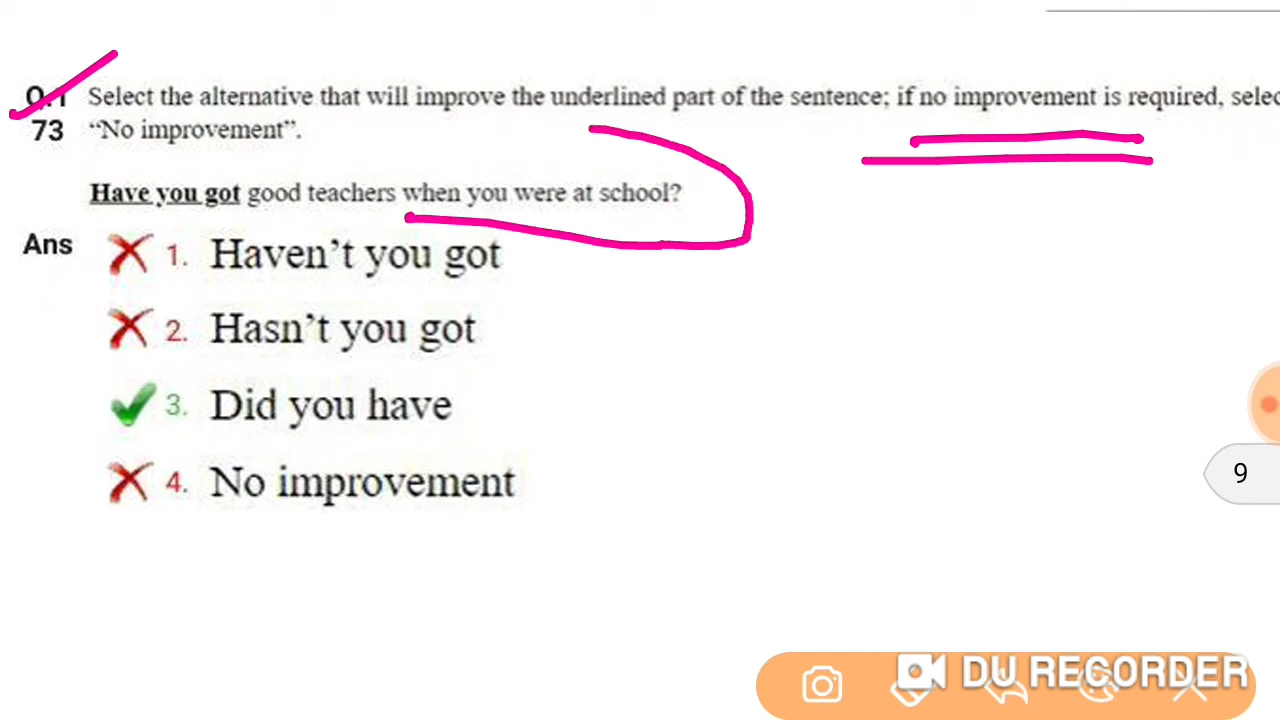 Q.1 Select the alternative that will improve the underlined part of the sentence; if no improvement is required,
73 “No improvement”.
Have you got good teachers when you were at school?
Ans
1. Haven’t you got
2. Hasn’t you got
3. Did you have
4. No improvement
9
DU RECORDER